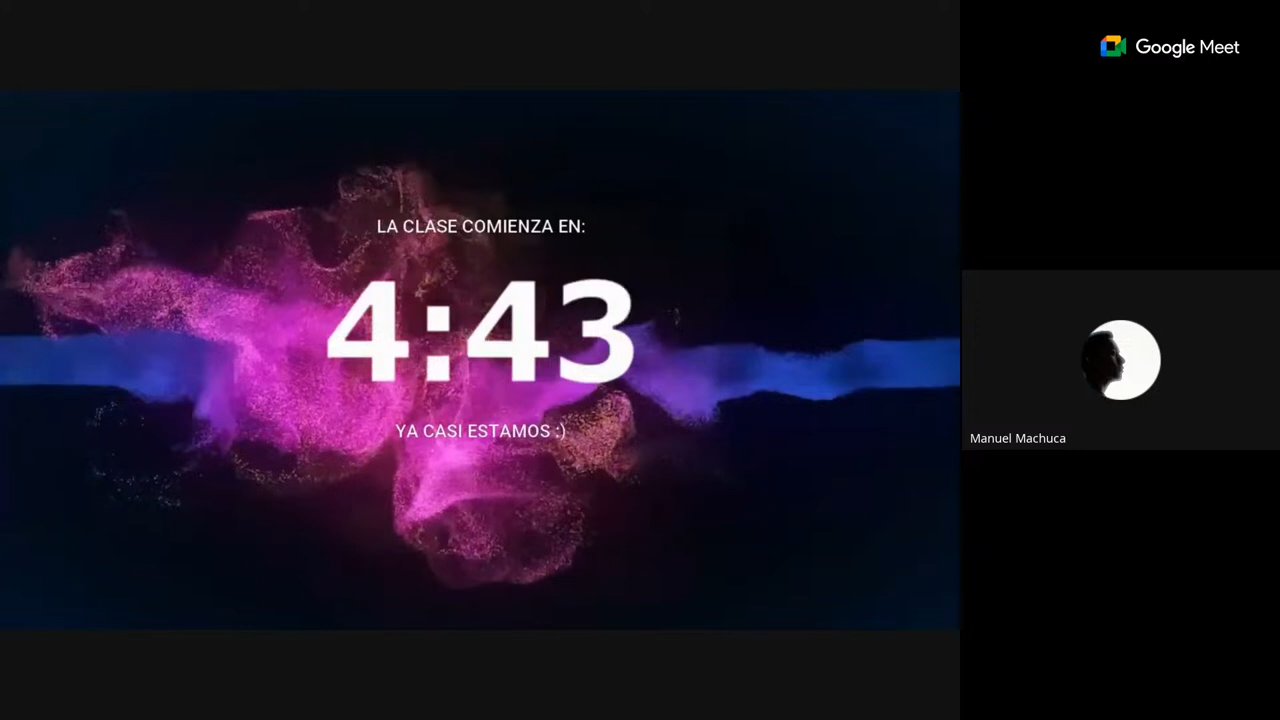 Google Meet
LA CLASE COMIENZA EN:
4:43
YA CASI ESTAMOS :)
Manuel Machuca